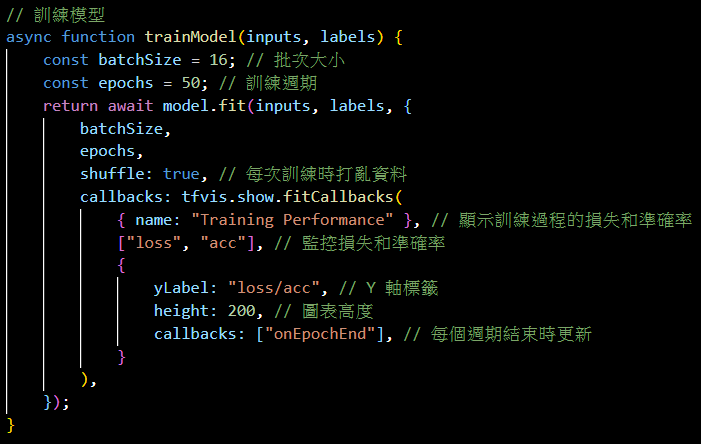 // 訓練模型
async function trainModel(inputs, labels) {
    const batchSize = 16; // 批次大小
    const epochs = 50; // 訓練週期
    return await model.fit(inputs, labels, {
        batchSize,
        epochs,
        shuffle: true, // 每次訓練時打亂資料
        callbacks: tfvis.show.fitCallbacks(
            { name: "Training Performance" }, // 顯示訓練過程的損失和準確率
            ["loss", "acc"], // 監控損失和準確率
            {
                yLabel: "loss/acc", // Y 軸標籤
                height: 200, // 圖表高度
                callbacks: ["onEpochEnd"], // 每個週期結束時更新
            }
        ),
    });
}